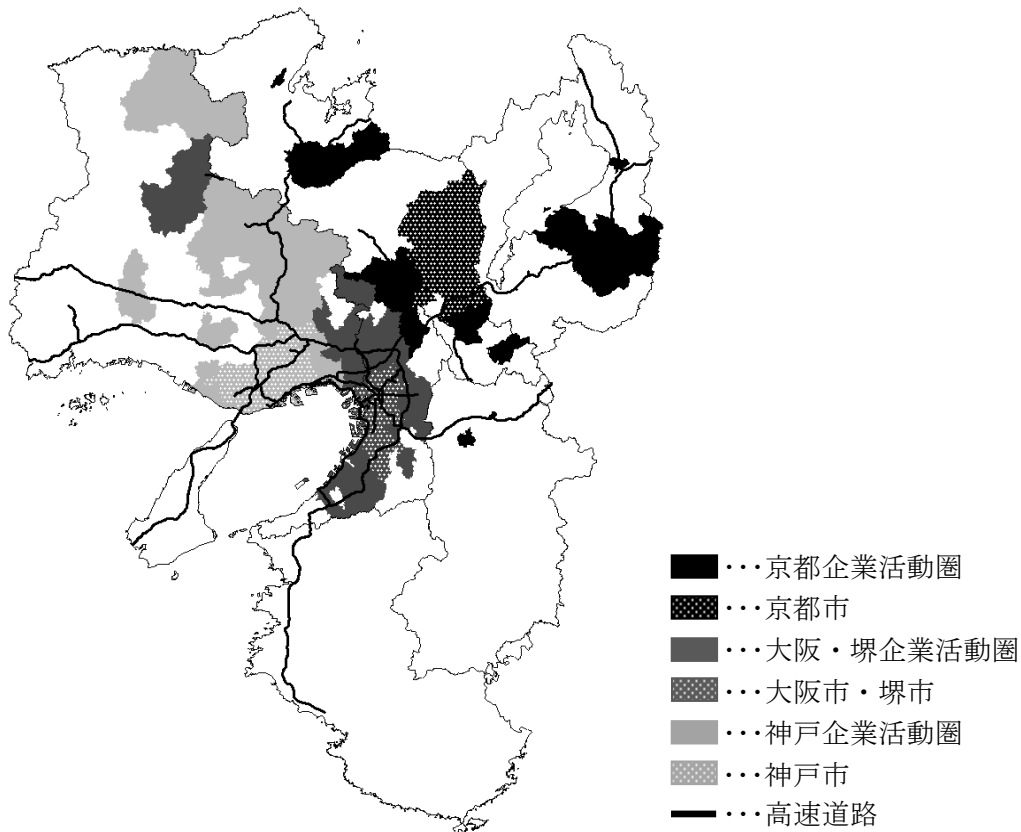 ･･･京都企業活動圏
･･･京都市
･･･大阪・堺企業活動圏
･･･大阪市・堺市
･･･神戸企業活動圏
･･･神戸市
･･･高速道路